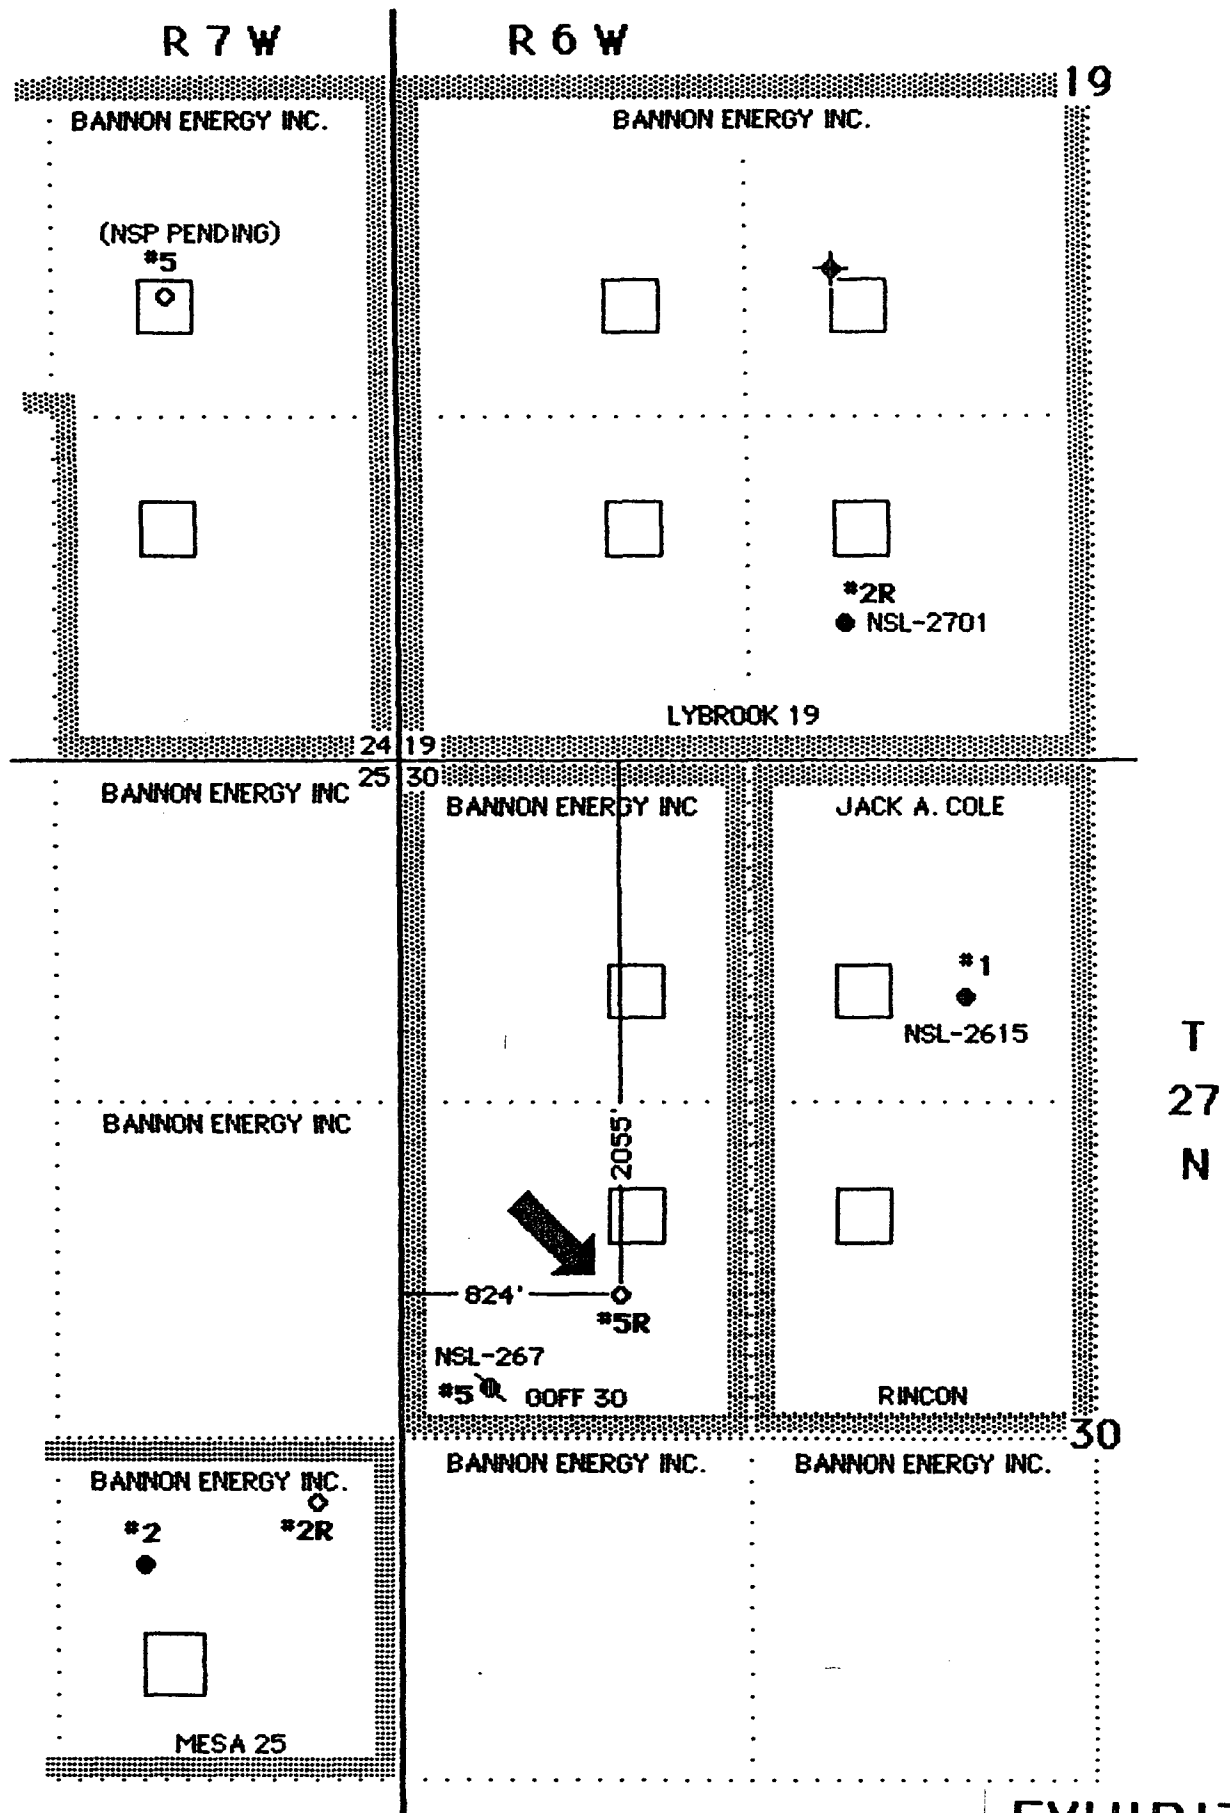 R 7 W
R 6 W
19
BANNON ENERGY INC.
BANNON ENERGY INC.
(NSP PENDING)
#5
#2R
NSL-2701
LYBROOK 19
24 19
25 30
BANNON ENERGY INC
BANNON ENERGY INC
JACK A. COLE
#1
NSL-2615
T
27
N
BANNON ENERGY INC
2055'
824'
#5R
NSL-267
#5
GOFF 30
RINCON
30
BANNON ENERGY INC.
BANNON ENERGY INC.
BANNON ENERGY INC.
#2
#2R
MESA 25